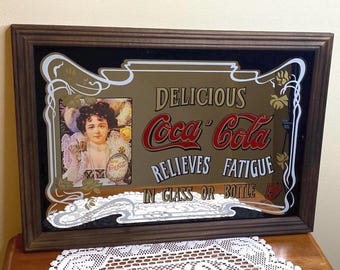 DELICIOUS
Coca-Cola
RELIEVES FATIGUE
IN GLASS OR BOTTLE